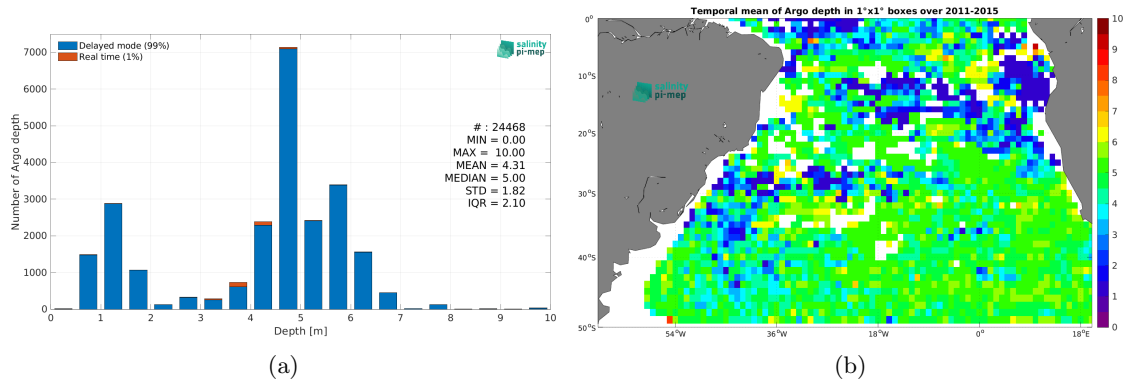 Delayed mode (99%)
Real time (1%)
salinity
pi-mep
# : 24468
MIN = 0.00
MAX = 10.00
MEAN = 4.31
MEDIAN = 5.00
STD = 1.82
IQR = 2.10
Number of Argo depth
7000
6000
5000
4000
3000
2000
1000
0
0 1 2 3 4 5 6 7 8 9 10
Depth [m]
(a)
Temporal mean of Argo depth in 1°x1° boxes over 2011-2015
salinity
pi-mep
0°
10°S
20°S
30°S
40°S
50°S
54°W 36°W 18°W 0° 18°E
10
9
8
7
6
5
4
3
2
1
0
(b)